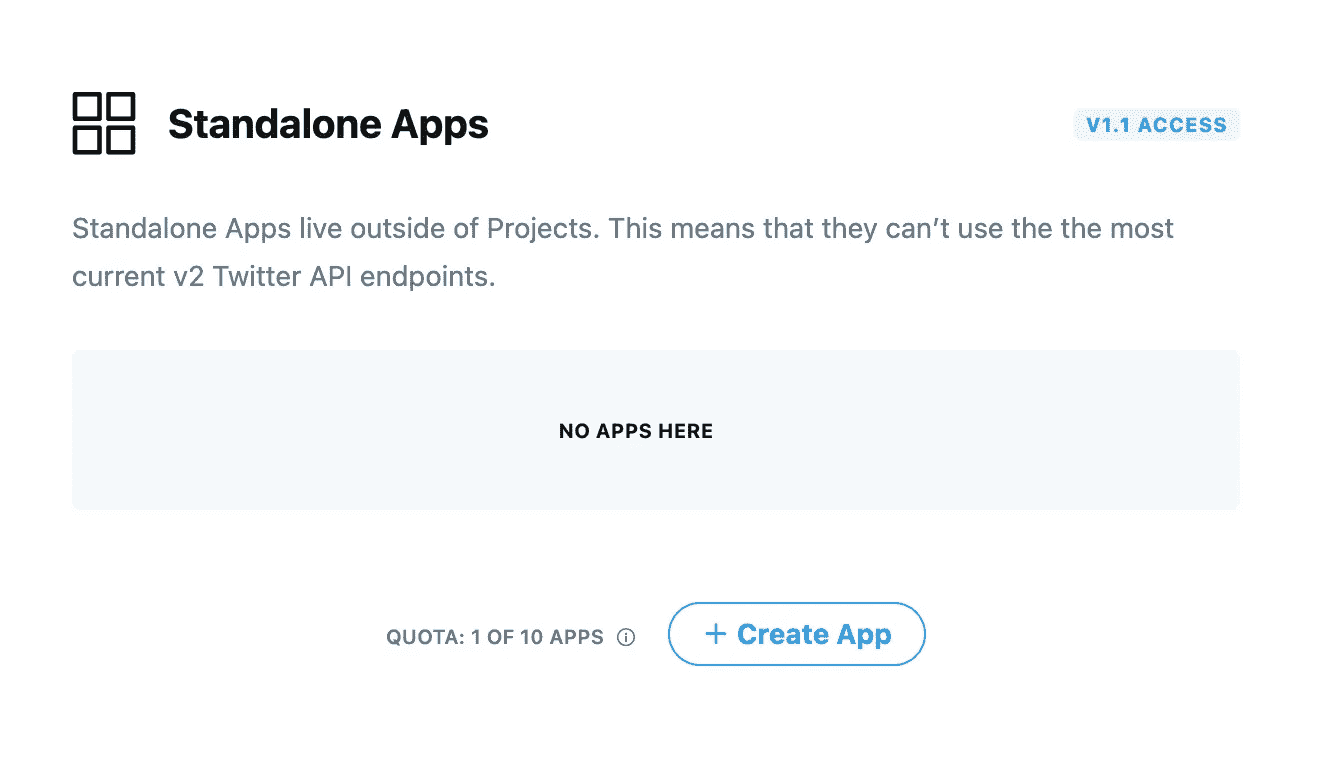 Standalone Apps
V1.1 ACCESS
Standalone Apps live outside of Projects. This means that they can’t use the the most
current v2 Twitter API endpoints.
NO APPS HERE
QUOTA: 1 OF 10 APPS
+ Create App